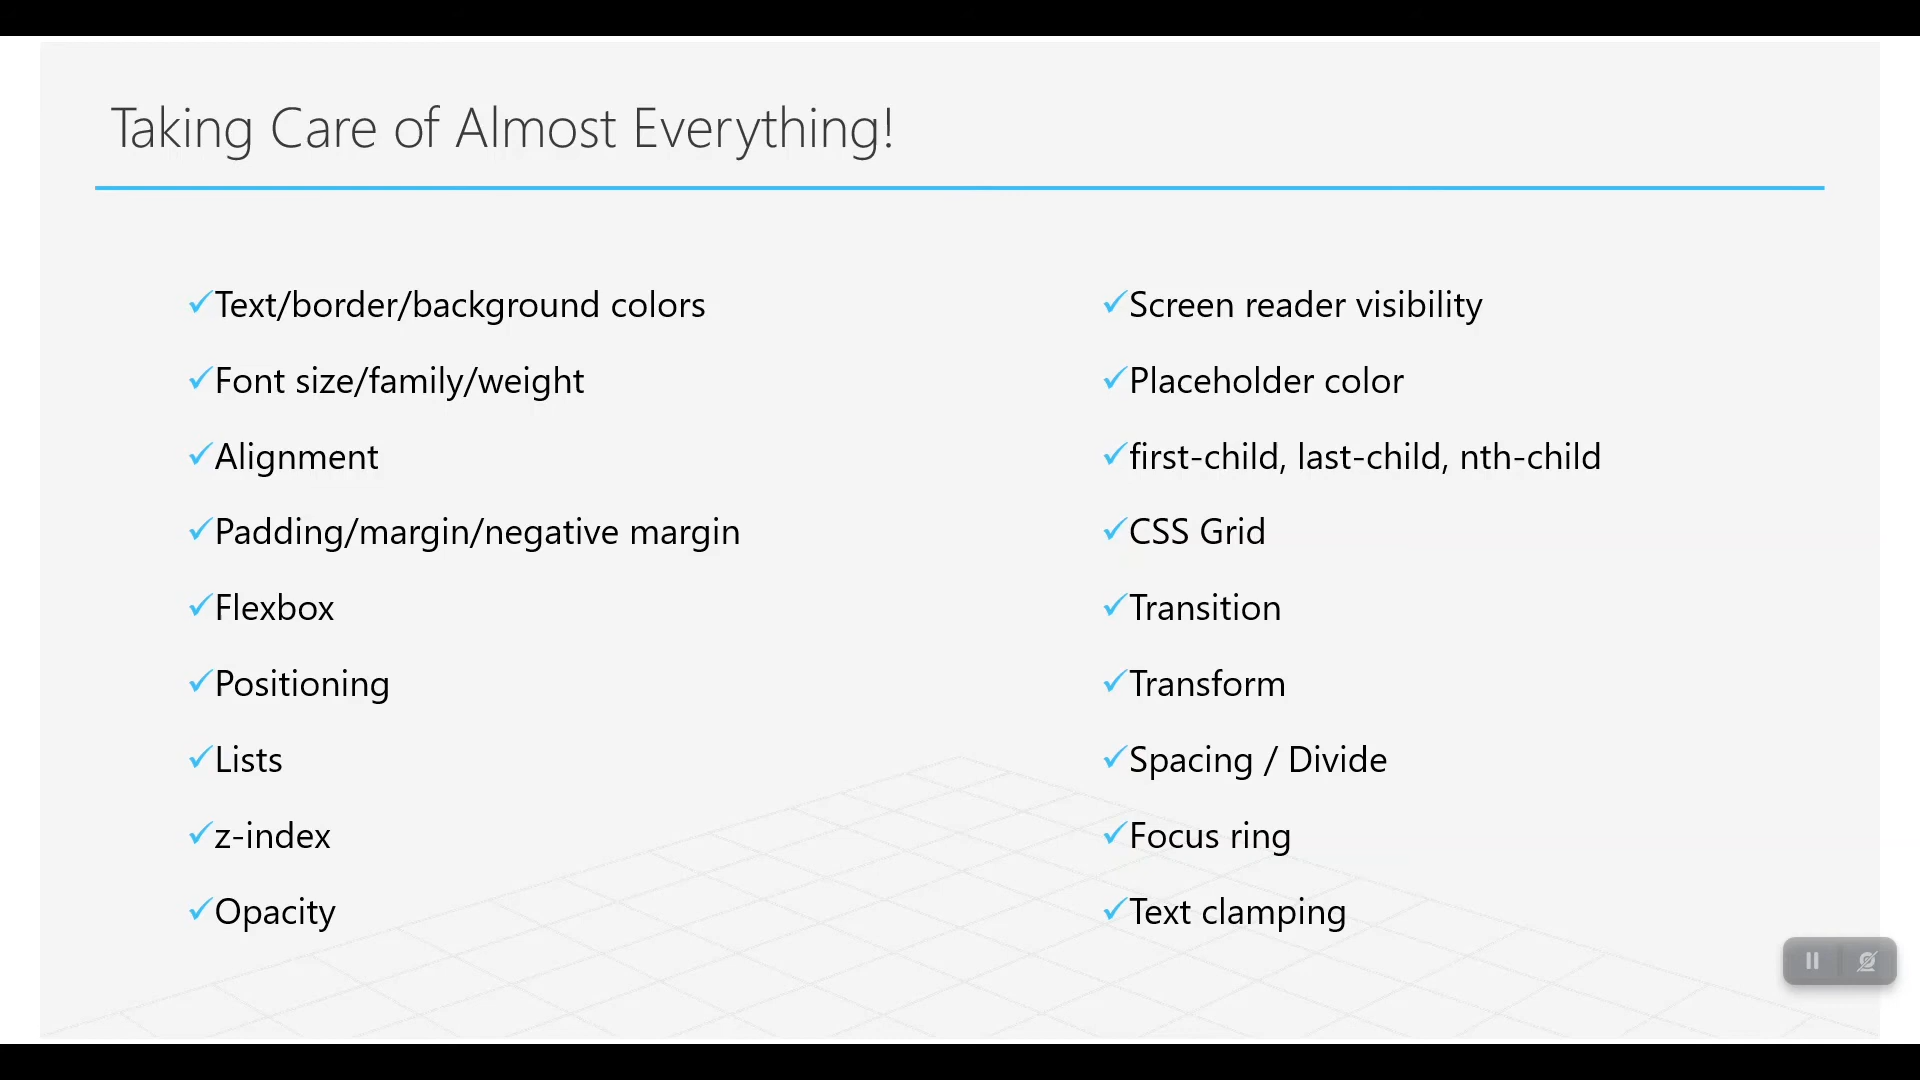 Taking Care of Almost Everything!
Text/border/background colors
Font size/family/weight
Alignment
Padding/margin/negative margin
Flexbox
Positioning
Lists
z-index
Opacity
Screen reader visibility
Placeholder color
first-child, last-child, nth-child
CSS Grid
Transition
Transform
Spacing / Divide
Focus ring
Text clamping